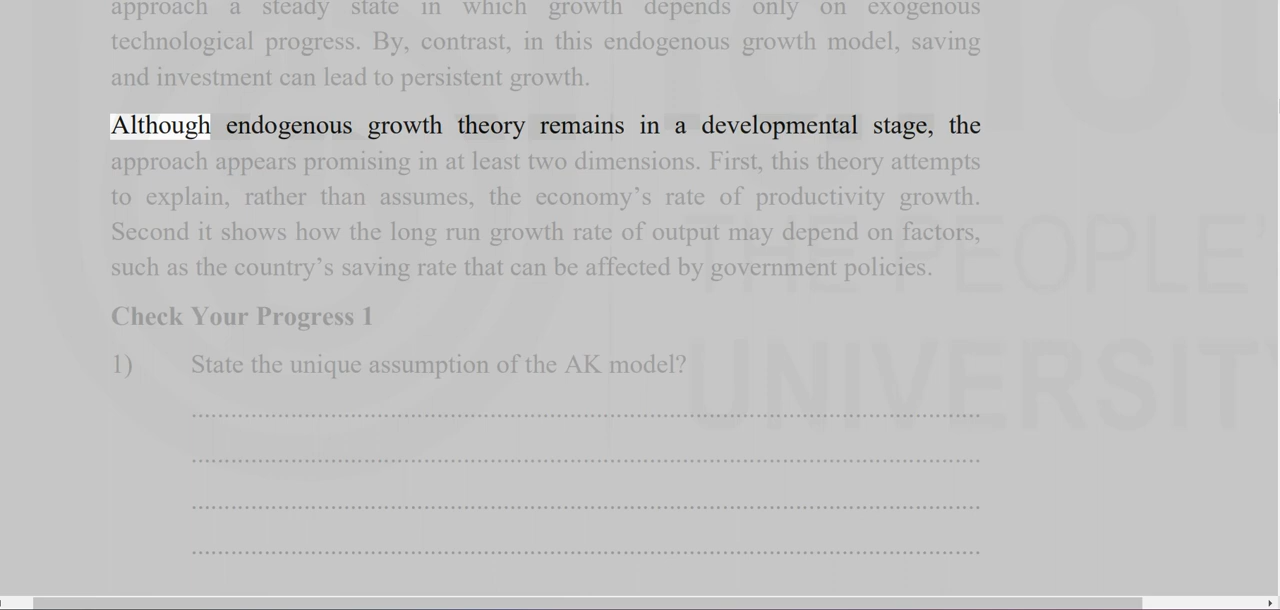 approach a steady state in which growth depends only on exogenous
technological progress. By, contrast, in this endogenous growth model, saving
and investment can lead to persistent growth.
Although endogenous growth theory remains in a developmental stage, the
approach appears promising in at least two dimensions. First, this theory attempts
to explain, rather than assumes, the economy’s rate of productivity growth.
Second it shows how the long run growth rate of output may depend on factors,
such as the country’s saving rate that can be affected by government policies.
Check Your Progress 1
1) State the unique assumption of the AK model?
................................................................................................
................................................................................................
................................................................................................
................................................................................................
THE PEOPLE’
UNIVERSIT